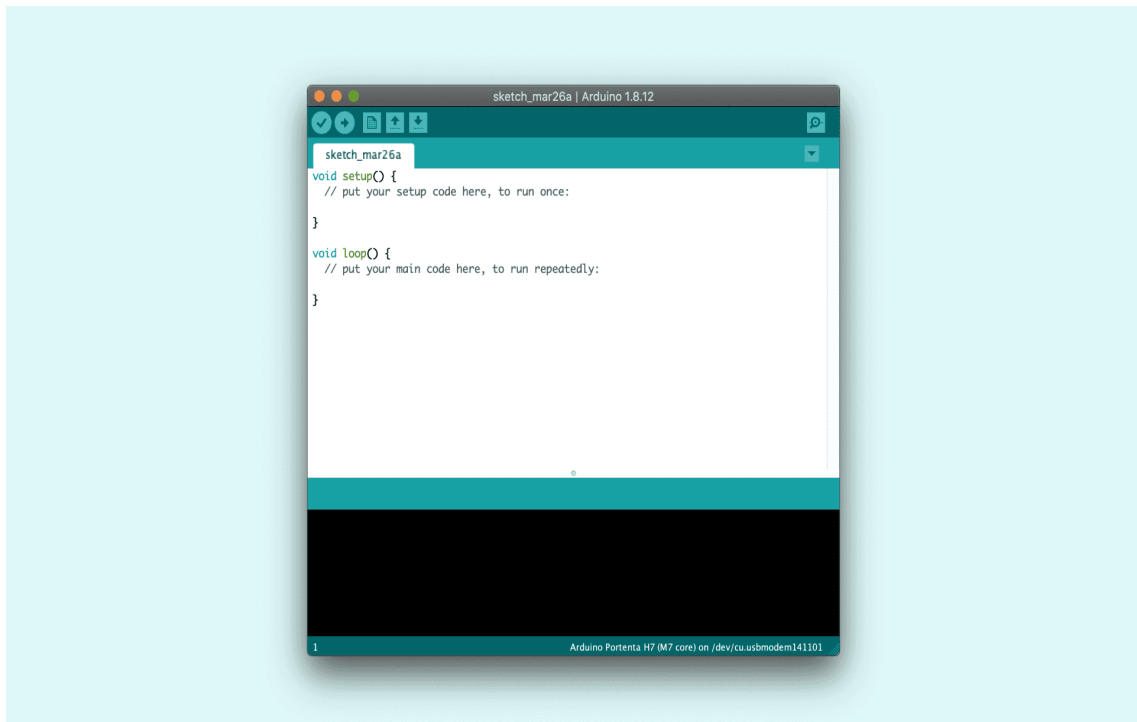 sketch_mar26a | Arduino 1.8.12
sketch_mar26a
void setup() {
  // put your setup code here, to run once:
}
void loop() {
  // put your main code here, to run repeatedly:
}
1
Arduino Portenta H7 (M7 core) on /dev/cu.usbmodem141101